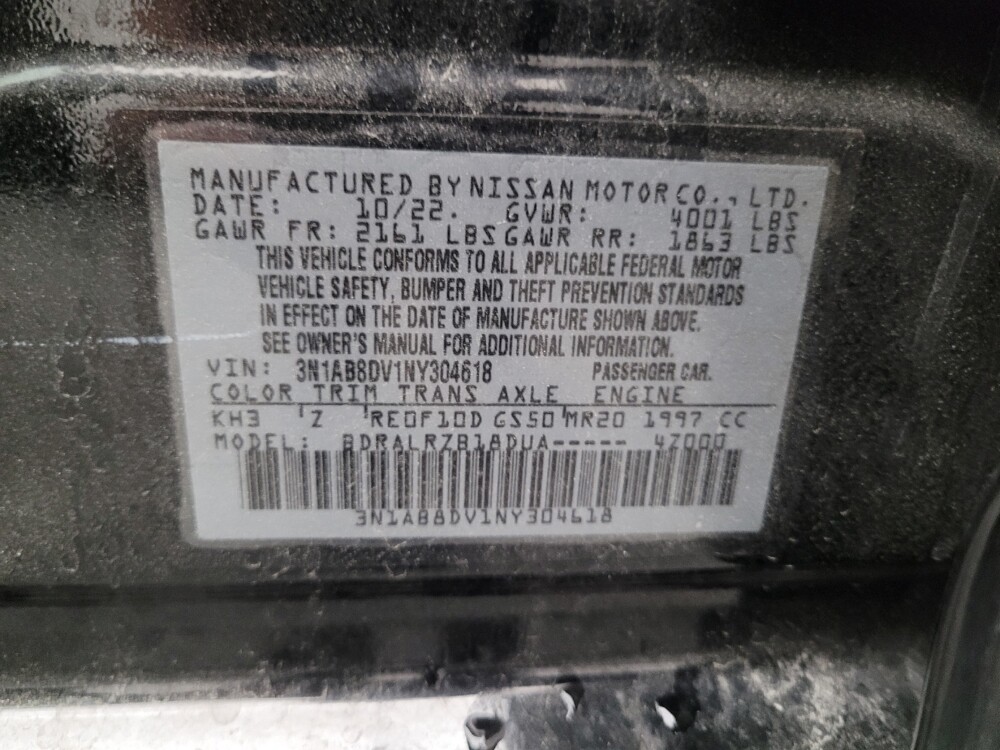 MANUFACTURED BY NISSAN MOTOR CO., LTD.
DATE: 10/22. GVWR: 4001 LBS
GAWR FR: 2161 LBS GAWR RR: 1863 LBS
THIS VEHICLE CONFORMS TO ALL APPLICABLE FEDERAL MOTOR
VEHICLE SAFETY, BUMPER AND THEFT PREVENTION STANDARDS
IN EFFECT ON THE DATE OF MANUFACTURE SHOWN ABOVE.
SEE OWNER'S MANUAL FOR ADDITIONAL INFORMATION.
VIN: 3N1AB8DV1NY304618 PASSENGER CAR.
COLOR TRIM TRANS AXLE ENGINE
KH3 Z RE0F10D GS50 MR20 1997 CC
MODEL: BDRALRZB18DUA----- 4Z000
3N1AB8DV1NY304618